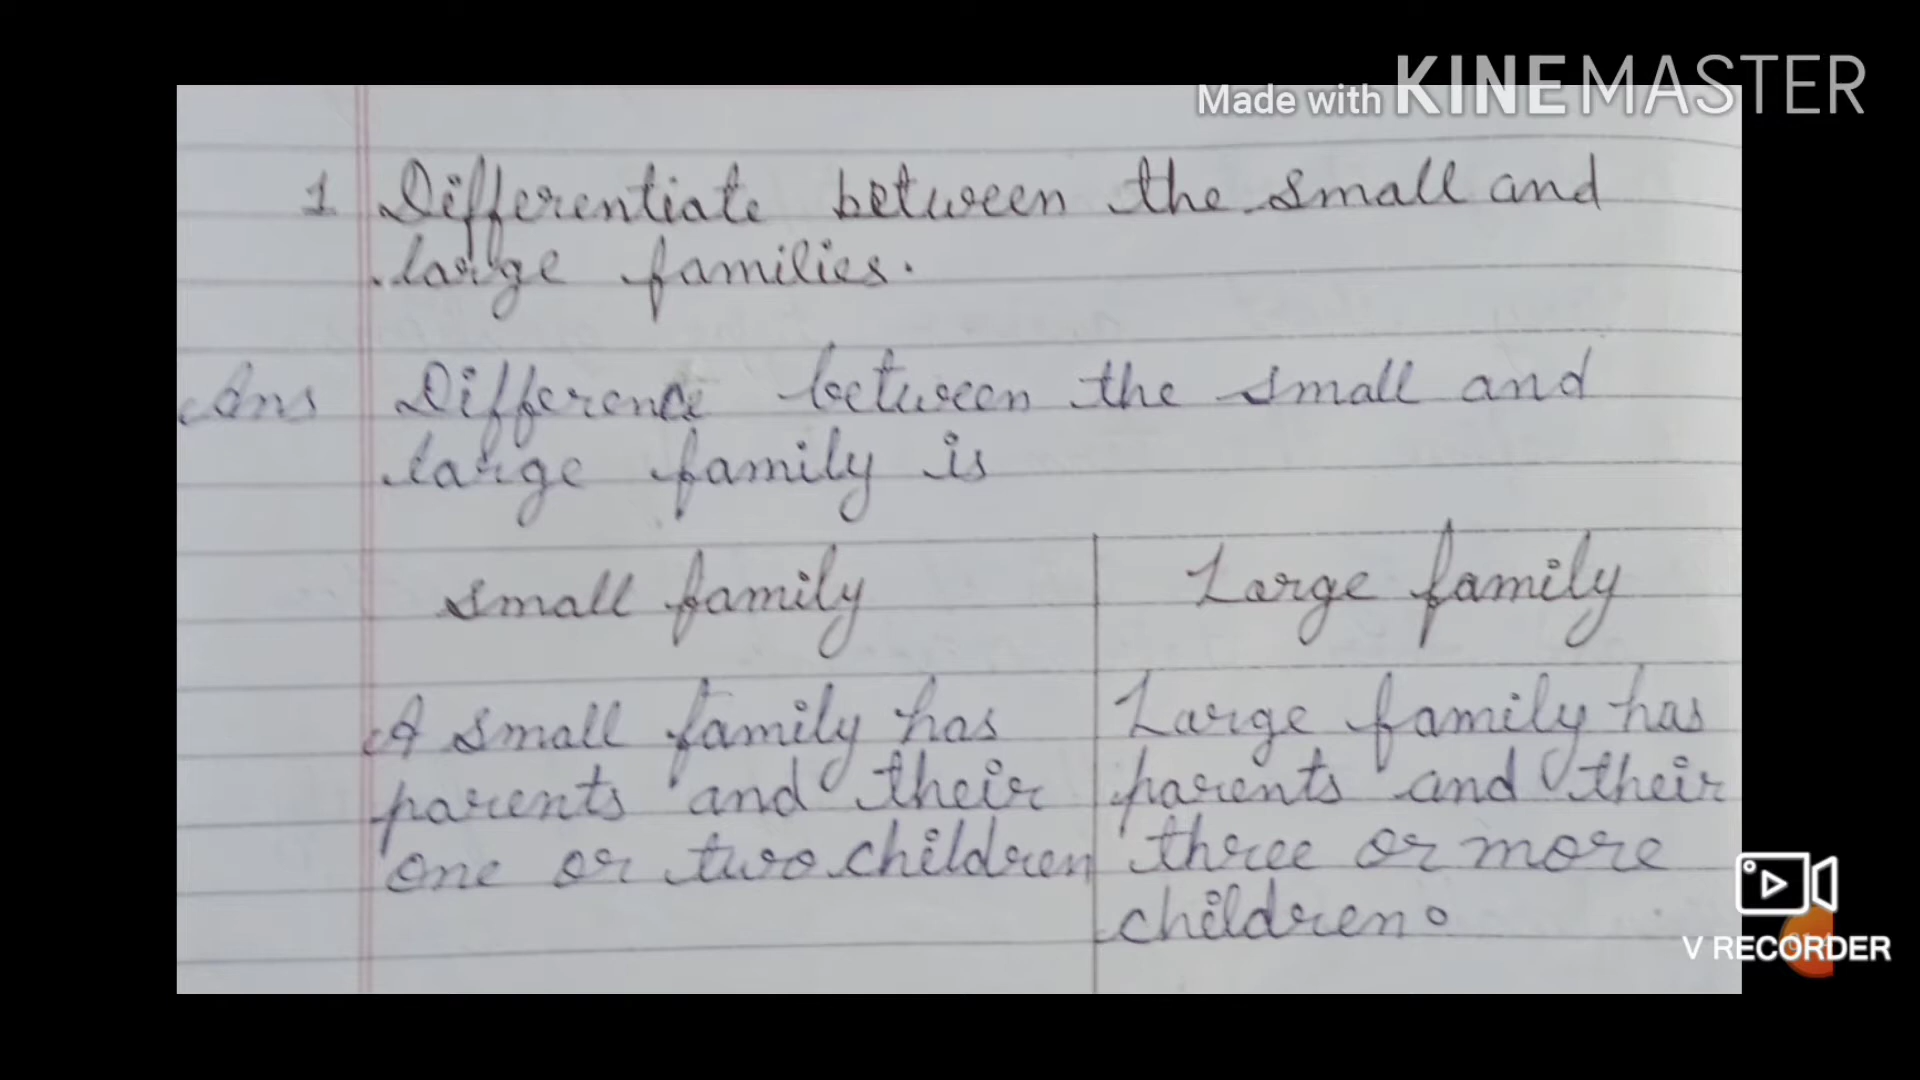 Made with KINEMASTER
1 Differentiate between the small and
large families.
Ans Difference between the small and
large family is
small family
Large family
A small family has
parents and their
one or two children
Large family has
parents and their
three or more
children.
V RECORDER